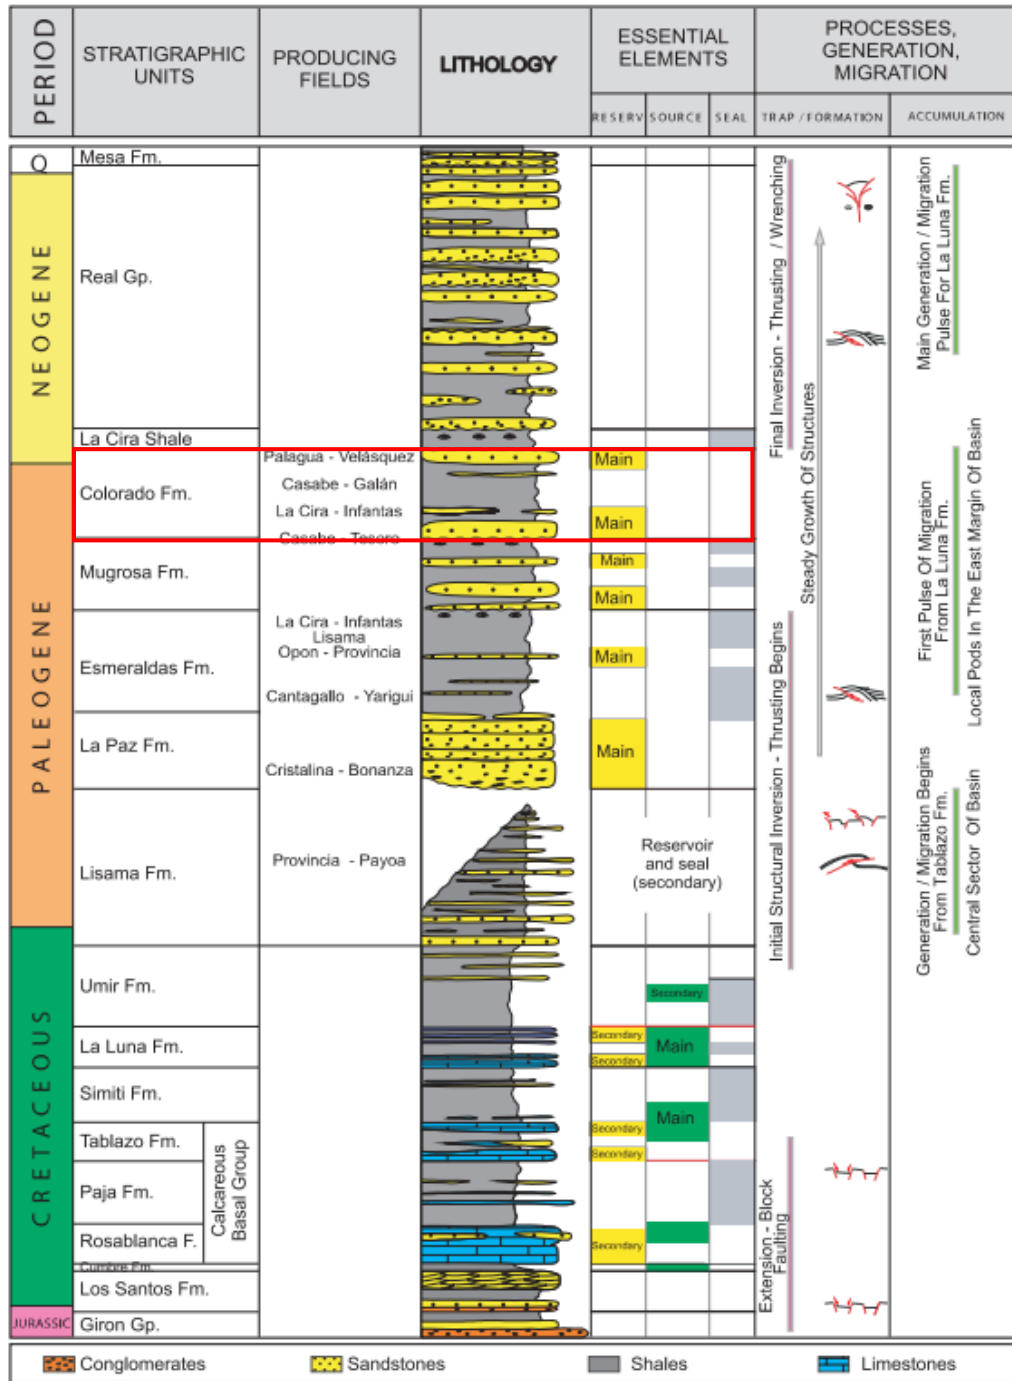 PERIOD
STRATIGRAPHIC
UNITS
PRODUCING
FIELDS
LITHOLOGY
ESSENTIAL
ELEMENTS
PROCESSES,
GENERATION,
MIGRATION
RESERV
SOURCE
SEAL
TRAP / FORMATION
ACCUMULATION
Q
NEOGENE
PALEOGENE
CRETACEOUS
JURASSIC
Mesa Fm.
Real Gp.
La Cira Shale
Colorado Fm.
Mugrosa Fm.
Esmeraldas Fm.
La Paz Fm.
Lisama Fm.
Umir Fm.
La Luna Fm.
Simiti Fm.
Tablazo Fm.
Paja Fm.
Rosablanca F.
Cumbre Fm.
Los Santos Fm.
Giron Gp.
Calcareous
Basal Group
Palagua - Velásquez
Casabe - Galán
La Cira - Infantas
Casabe - Tesoro
La Cira - Infantas
Lisama
Opon - Provincia
Cantagallo - Yarigui
Cristalina - Bonanza
Provincia - Payoa
Main
Main
Main
Main
Main
Main
Reservoir
and seal
(secondary)
Secondary
Secondary
Main
Secondary
Main
Secondary
Secondary
Secondary
Final Inversion - Thrusting / Wrenching
Steady Growth Of Structures
Initial Structural Inversion - Thrusting Begins
Extension - Block
Faulting
Main Generation / Migration
Pulse For La Luna Fm.
First Pulse Of Migration
From La Luna Fm.
Local Pods In The East Margin Of Basin
Generation / Migration Begins
From Tablazo Fm.
Central Sector Of Basin
Conglomerates
Sandstones
Shales
Limestones